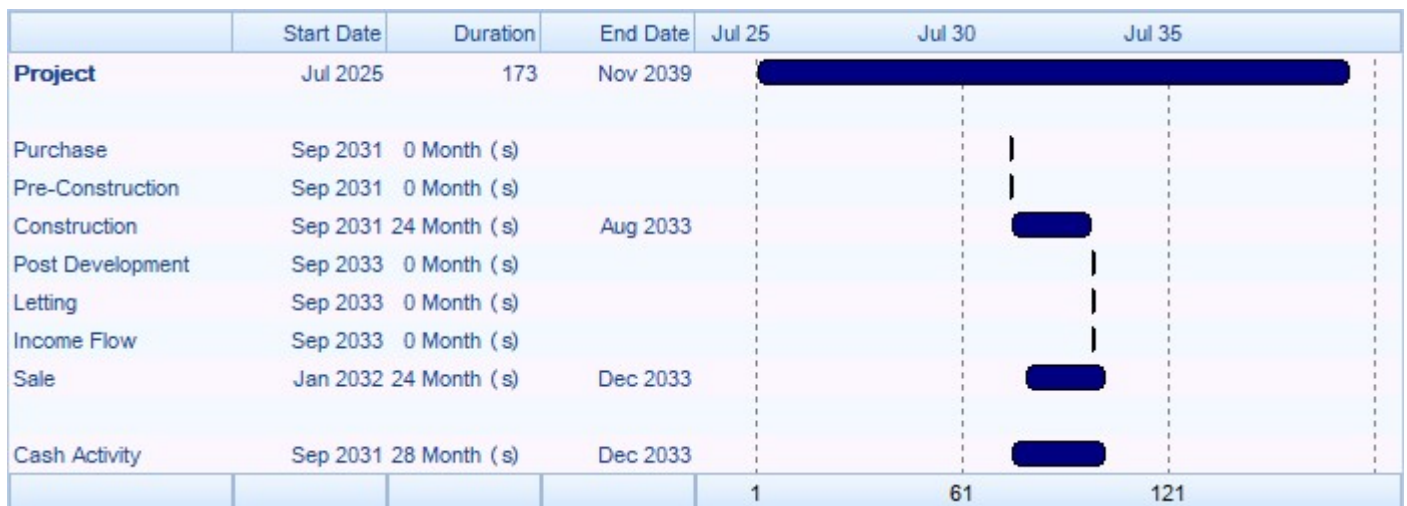 Start Date Duration End Date Jul 25 Jul 30 Jul 35
Project Jul 2025 173 Nov 2039
Purchase Sep 2031 0 Month (s)
Pre-Construction Sep 2031 0 Month (s)
Construction Sep 2031 24 Month (s) Aug 2033
Post Development Sep 2033 0 Month (s)
Letting Sep 2033 0 Month (s)
Income Flow Sep 2033 0 Month (s)
Sale Jan 2032 24 Month (s) Dec 2033
Cash Activity Sep 2031 28 Month (s) Dec 2033
1 61 121